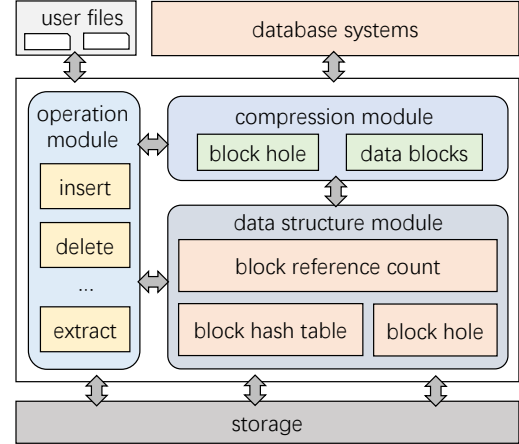 user files
database systems
operation
module
insert
delete
...
extract
compression module
block hole
data blocks
data structure module
block reference count
block hash table
block hole
storage